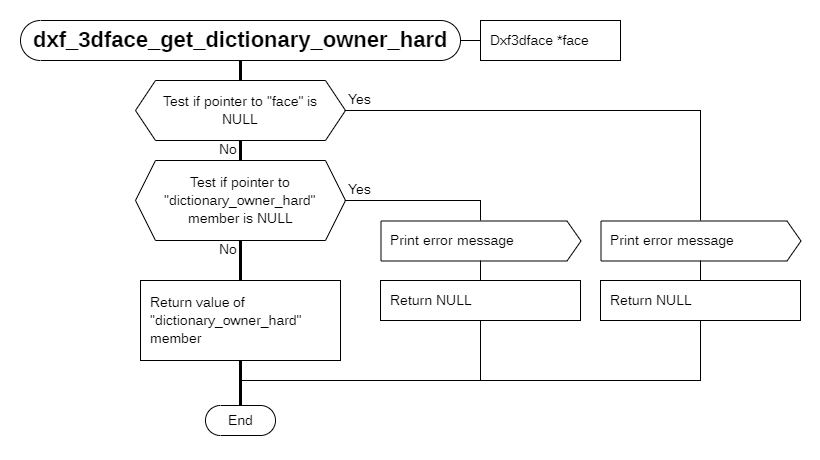 dxf_3dface_get_dictionary_owner_hard
Dxf3dface *face
Test if pointer to "face" is
NULL
Yes
No
Test if pointer to
"dictionary_owner_hard"
member is NULL
Yes
No
Print error message
Print error message
Return value of
"dictionary_owner_hard"
member
Return NULL
Return NULL
End